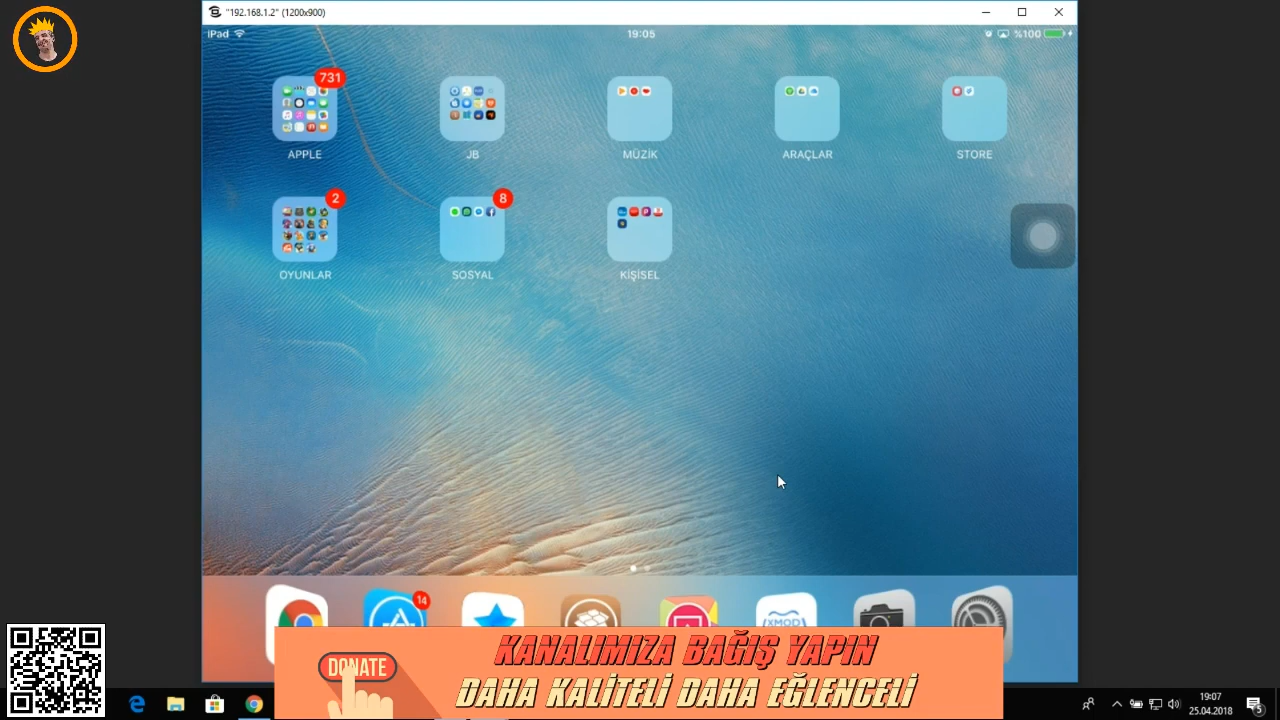 "192.168.1.2" (1200x900)
iPad 19:05 %100
731
APPLE JB MÜZİK ARAÇLAR STORE
2 8
OYUNLAR SOSYAL KİŞİSEL
14
XMOD
DONATE
KANALIMIZA BAĞIŞ YAPIN
DAHA KALİTELİ DAHA EĞLENCELİ
19:07
25.04.2018
5